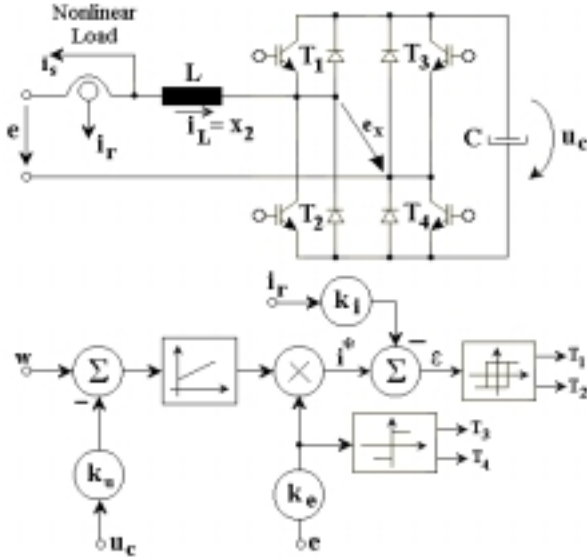 Nonlinear
Load
i_s
L
T_1
T_3
e
i_r
i_L = x_2
e_x
C
u_c
T_2
T_4
i_r
k_i
w
Σ
−
×
i*
−
Σ
ε
T_1
T_2
T_3
T_4
k_u
k_e
u_c
e